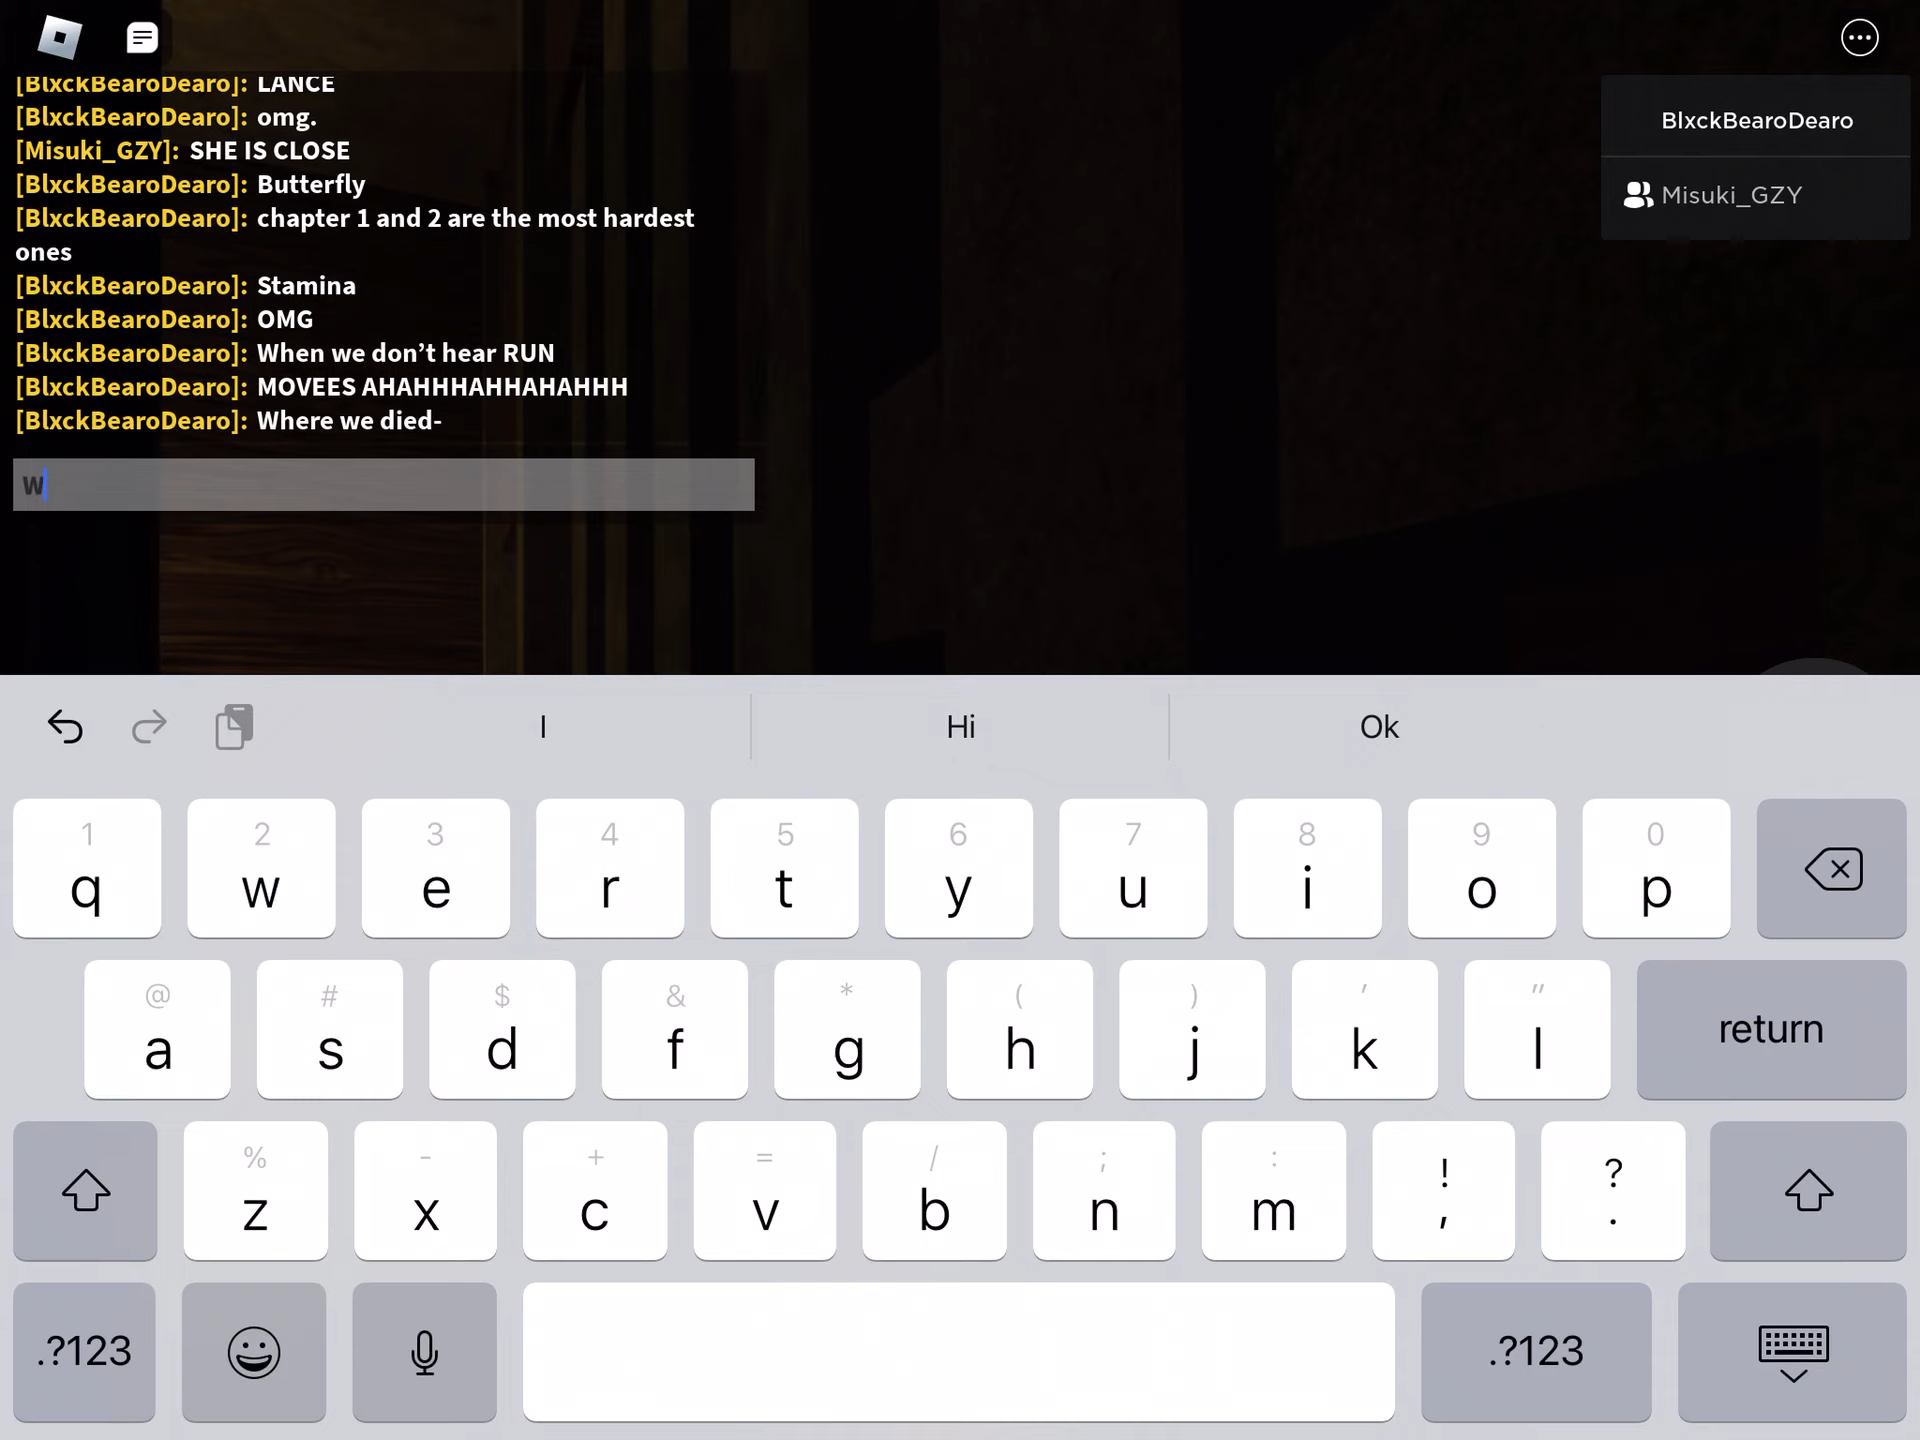 [BlxckBearoDearo]: LANCE
[BlxckBearoDearo]: omg.
[Misuki_GZY]: SHE IS CLOSE
[BlxckBearoDearo]: Butterfly
[BlxckBearoDearo]: chapter 1 and 2 are the most hardest
ones
[BlxckBearoDearo]: Stamina
[BlxckBearoDearo]: OMG
[BlxckBearoDearo]: When we don’t hear RUN
[BlxckBearoDearo]: MOVEES AHAHHHAHHAHAHHH
[BlxckBearoDearo]: Where we died-
w
BlxckBearoDearo
Misuki_GZY
I Hi Ok
1 2 3 4 5 6 7 8 9 0
q w e r t y u i o p
@ # $ & * ( ) ' "
a s d f g h j k l return
% - + = / ; : ! ?
z x c v b n m , .
.?123 .?123